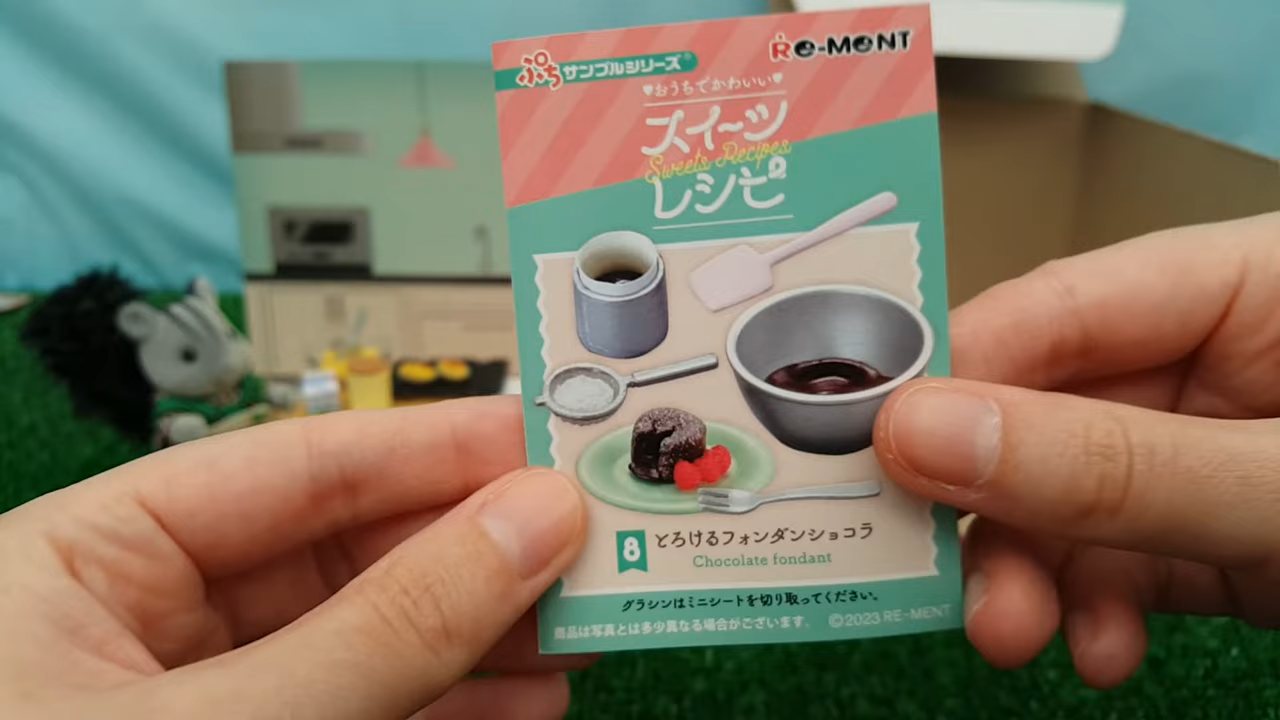 ぷちサンプルシリーズ®
RE-MENT
♥おうちでかわいい♥
スイーツ
Sweets Recipes
レシピ
8 とろけるフォンダンショコラ
Chocolate fondant
グラシンはミニシートを切り取ってください。
商品は写真とは多少異なる場合がございます。 ©2023 RE-MENT